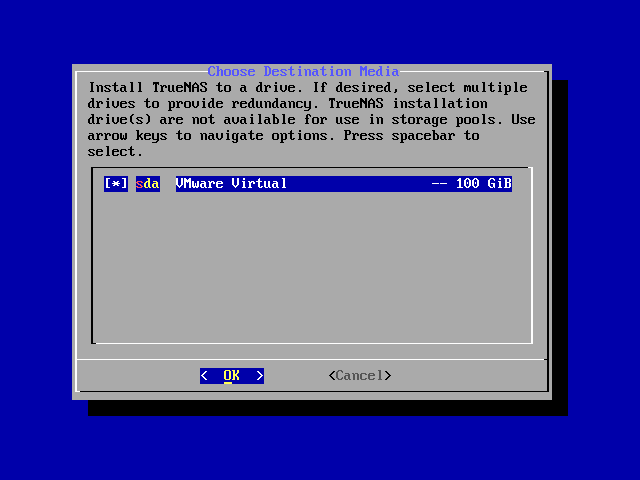 Choose Destination Media
Install TrueNAS to a drive. If desired, select multiple
drives to provide redundancy. TrueNAS installation
drive(s) are not available for use in storage pools. Use
arrow keys to navigate options. Press spacebar to
select.
[*] sda VMware Virtual -- 100 GiB
< OK > <Cancel>